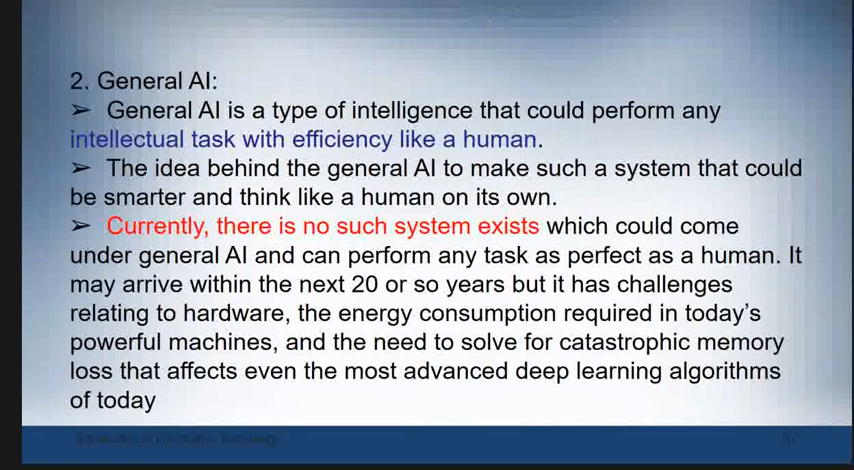 2. General AI:
➢ General AI is a type of intelligence that could perform any
intellectual task with efficiency like a human.
➢ The idea behind the general AI to make such a system that could
be smarter and think like a human on its own.
➢ Currently, there is no such system exists which could come
under general AI and can perform any task as perfect as a human. It
may arrive within the next 20 or so years but it has challenges
relating to hardware, the energy consumption required in today’s
powerful machines, and the need to solve for catastrophic memory
loss that affects even the most advanced deep learning algorithms
of today